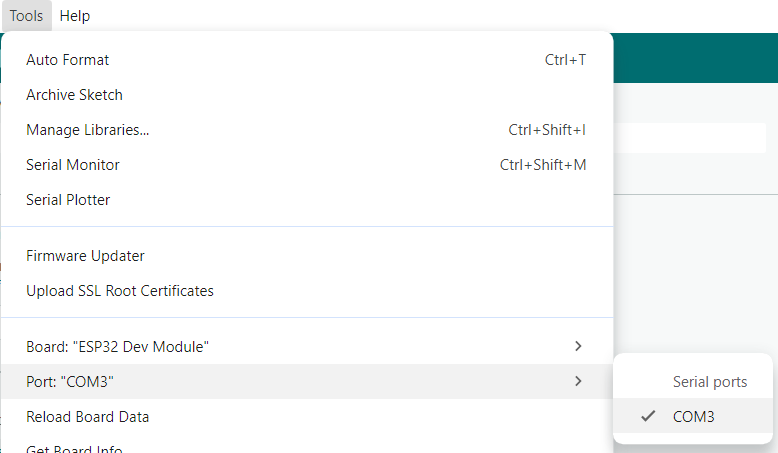 Tools Help
Auto Format Ctrl+T
Archive Sketch
Manage Libraries... Ctrl+Shift+I
Serial Monitor Ctrl+Shift+M
Serial Plotter
Firmware Updater
Upload SSL Root Certificates
Board: "ESP32 Dev Module"
Port: "COM3"
Serial ports
COM3
Reload Board Data
Get Board Info